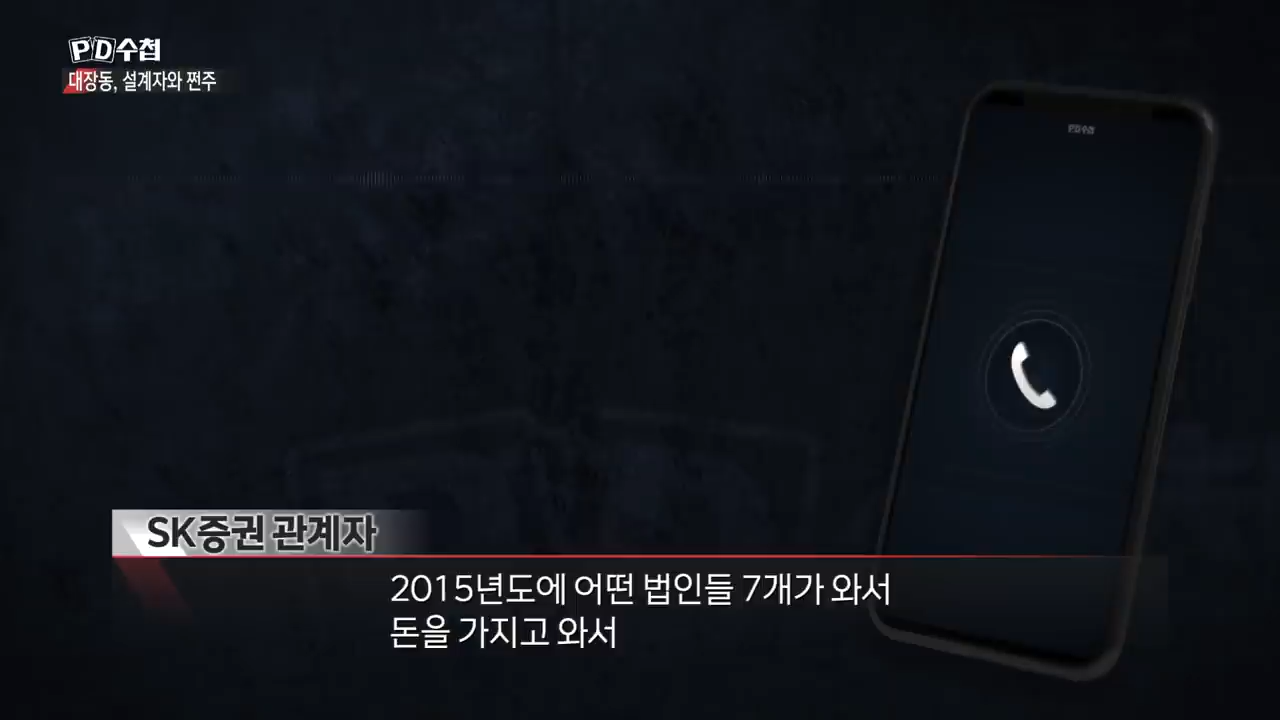 PD수첩
대장동, 설계자와 쩐주
PD수첩
SK증권 관계자
2015년도에 어떤 법인들 7개가 와서
돈을 가지고 와서